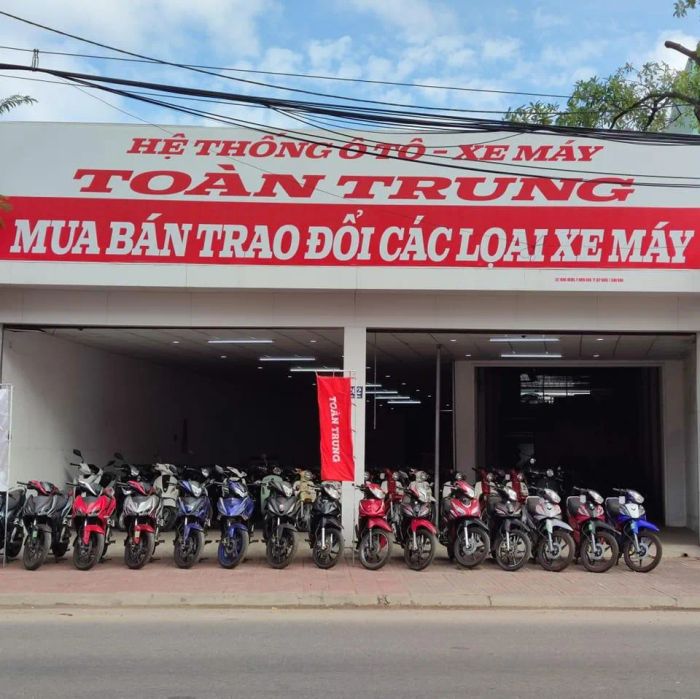 HỆ THỐNG Ô TÔ - XE MÁY
TOÀN TRUNG
MUA BÁN TRAO ĐỔI CÁC LOẠI XE MÁY
TOÀN TRUNG